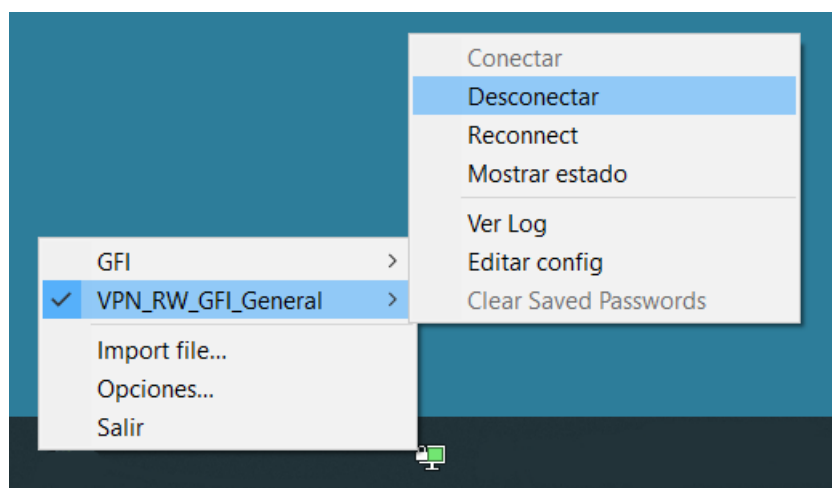 Conectar
Desconectar
Reconnect
Mostrar estado
Ver Log
Editar config
Clear Saved Passwords
GFI
VPN_RW_GFI_General
Import file...
Opciones...
Salir